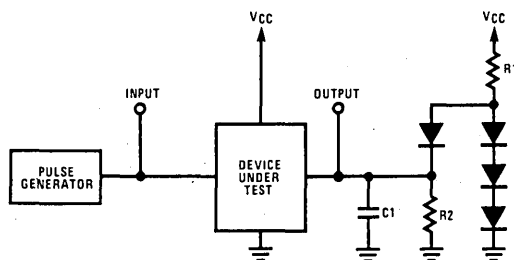 VCC
VCC
R1
INPUT
OUTPUT
PULSE
GENERATOR
DEVICE
UNDER
TEST
C1
R2